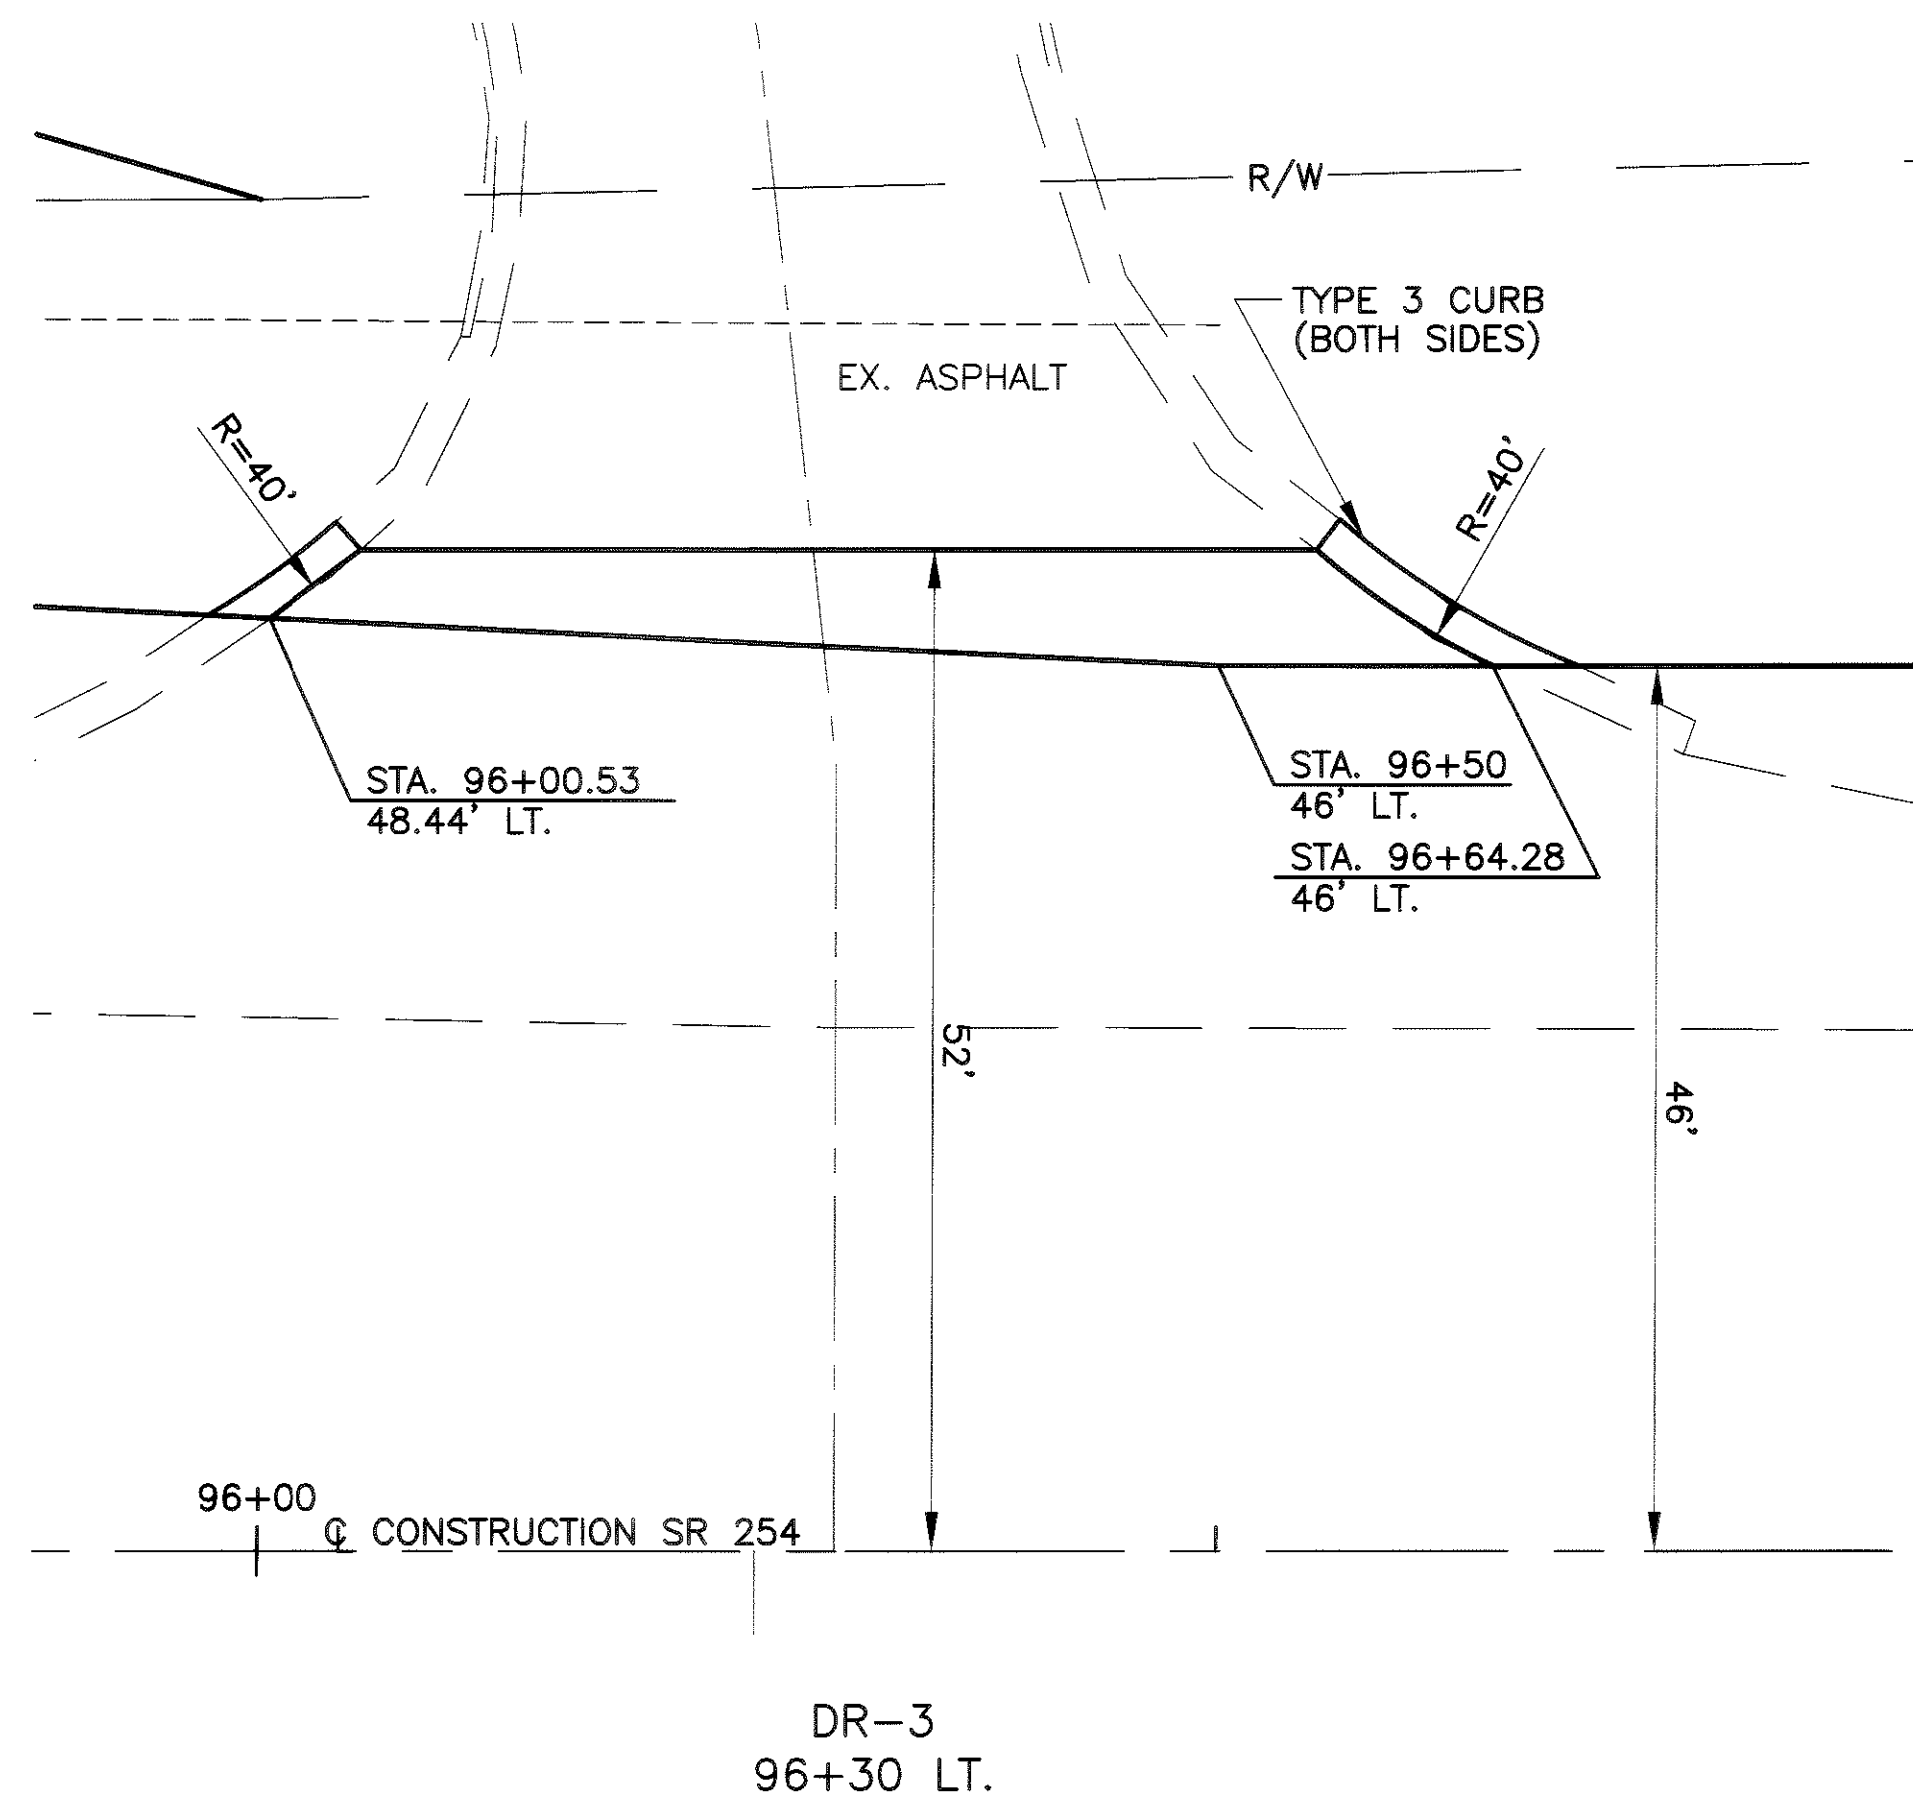 R/W
TYPE 3 CURB
(BOTH SIDES)
EX. ASPHALT
R=40'
R=40'
STA. 96+00.53
48.44' LT.
STA. 96+50
46' LT.
STA. 96+64.28
46' LT.
52'
46'
96+00
℄ CONSTRUCTION SR 254
DR-3
96+30 LT.